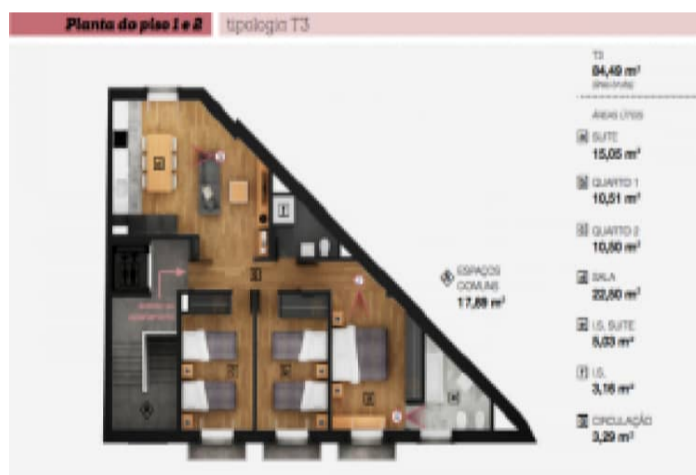 Planta do piso 1 e 2
tipologia T3
T3
84,49 m²
ÁREAS ÚTEIS
SUITE
15,05 m²
QUARTO 1
10,51 m²
QUARTO 2
10,50 m²
SALA
22,50 m²
I.S. SUITE
5,03 m²
I.S.
3,16 m²
CIRCULAÇÃO
3,29 m²
ESPAÇOS
COMUNS
17,89 m²